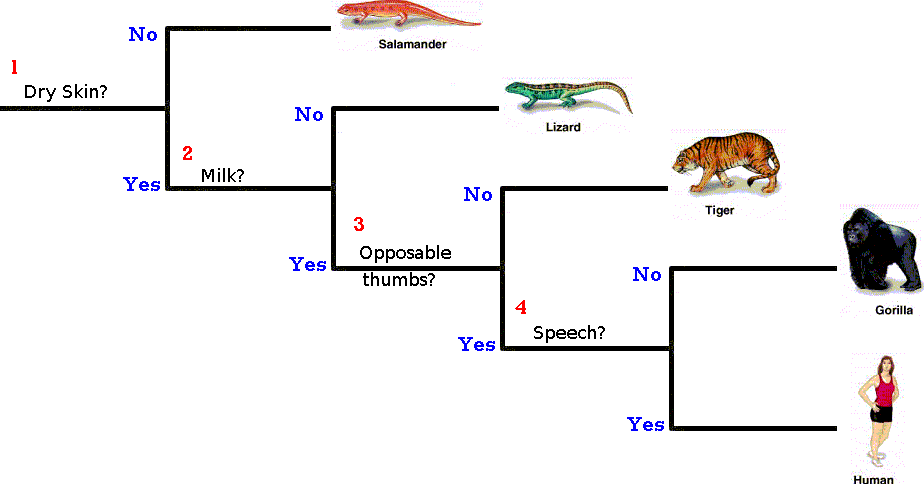 No
Salamander
1
Dry Skin?
No
Lizard
2
Milk?
Yes
No
Tiger
3
Opposable
thumbs?
Yes
No
Gorilla
4
Speech?
Yes
Yes
Human